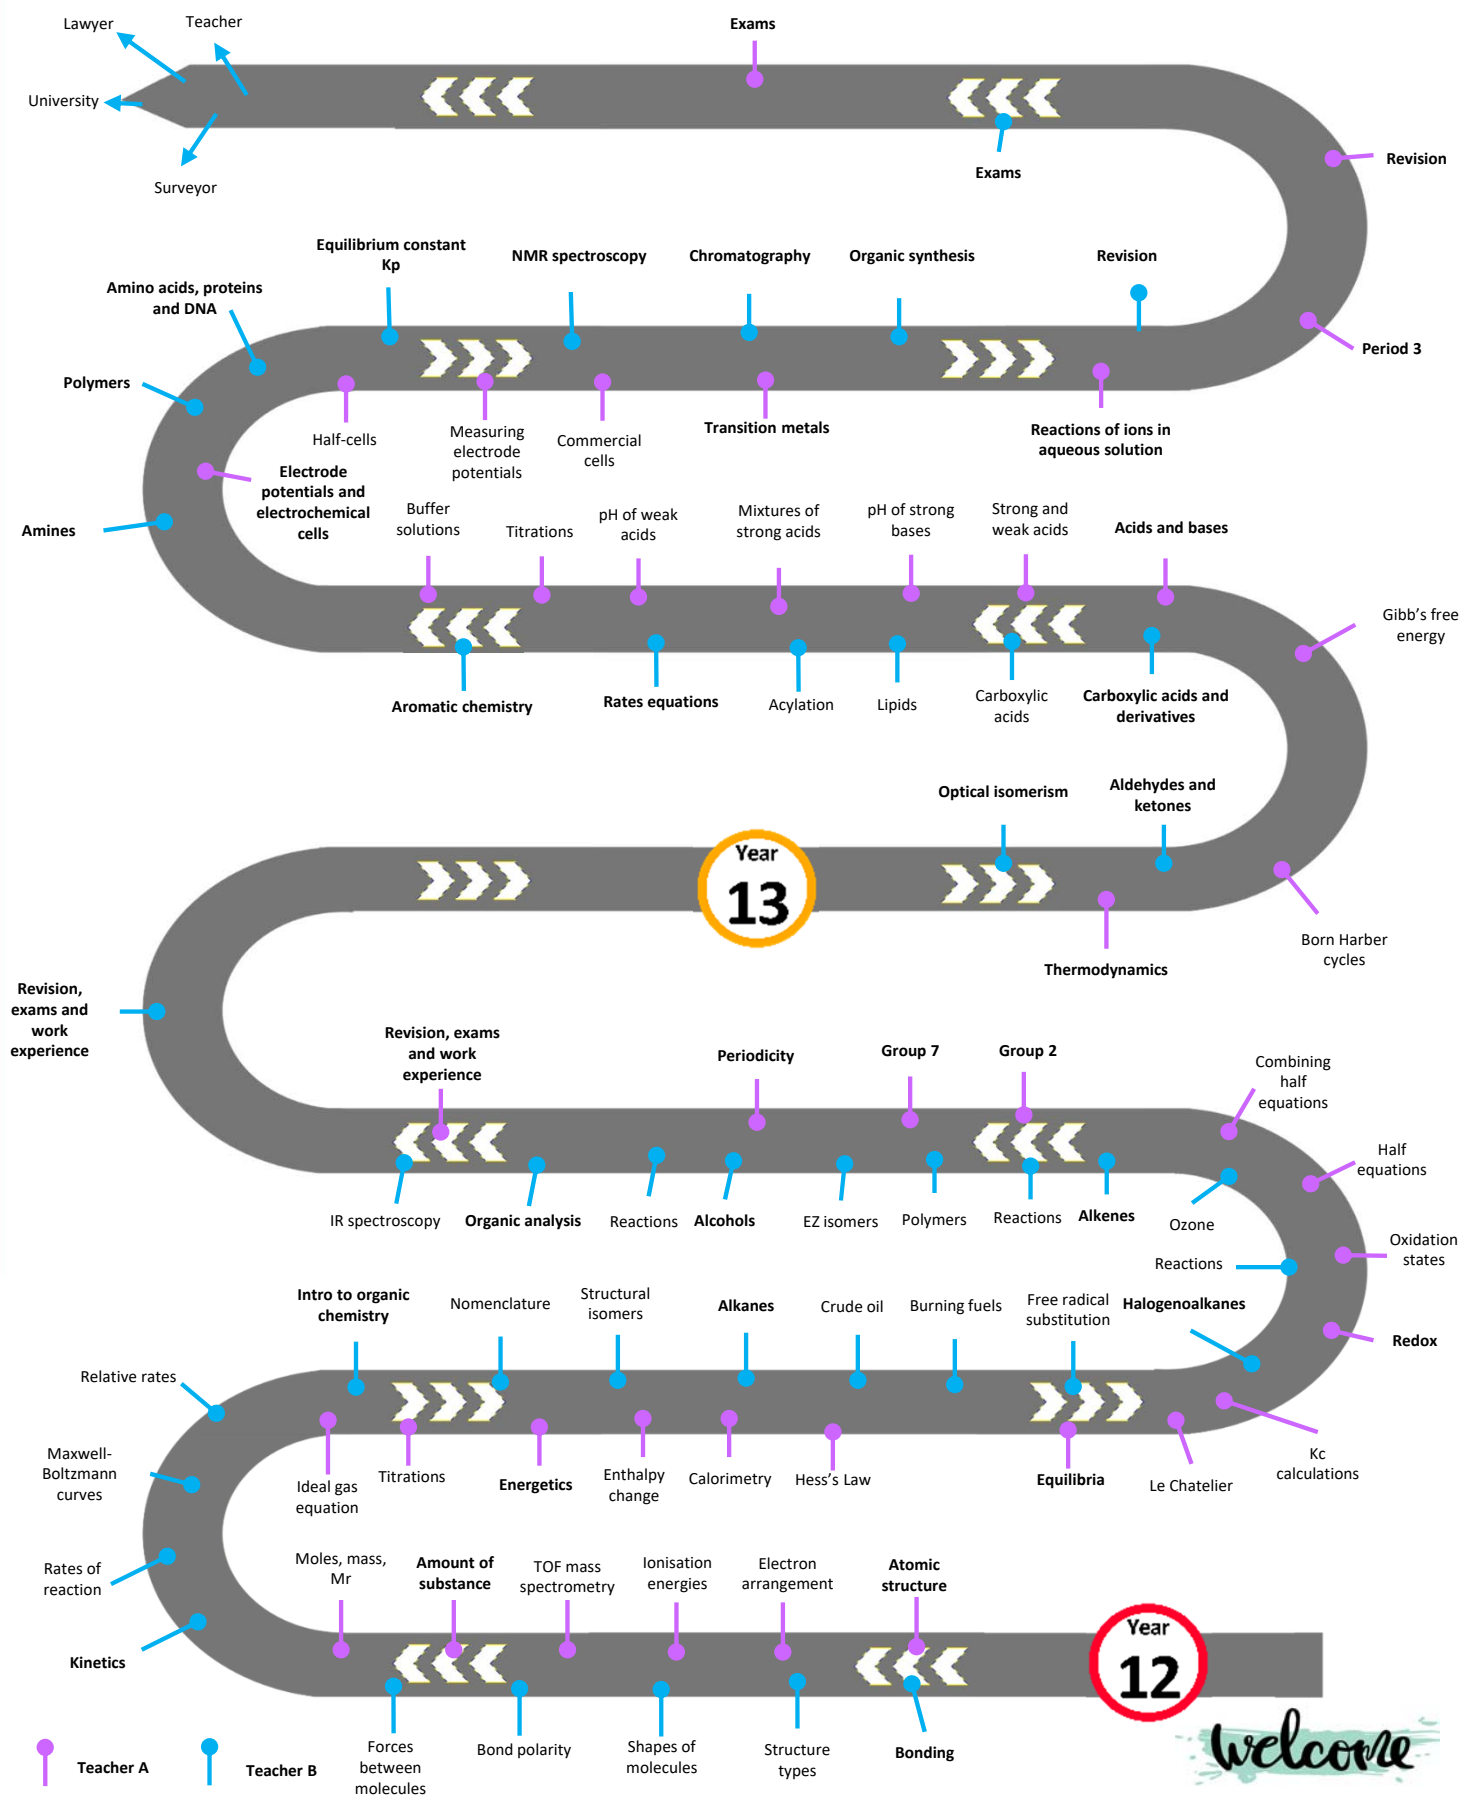 Lawyer
Teacher
Exams
University
Surveyor
Exams
Revision
Equilibrium constant
Kp
NMR spectroscopy
Chromatography
Organic synthesis
Revision
Amino acids, proteins
and DNA
Period 3
Polymers
Half-cells
Measuring
electrode
potentials
Commercial
cells
Transition metals
Reactions of ions in
aqueous solution
Electrode
potentials and
electrochemical
cells
Amines
Buffer
solutions
Titrations
pH of weak
acids
Mixtures of
strong acids
pH of strong
bases
Strong and
weak acids
Acids and bases
Gibb's free
energy
Aromatic chemistry
Rates equations
Acylation
Lipids
Carboxylic
acids
Carboxylic acids and
derivatives
Optical isomerism
Aldehydes and
ketones
Year
13
Thermodynamics
Born Harber
cycles
Revision,
exams and
work
experience
Revision, exams
and work
experience
Periodicity
Group 7
Group 2
Combining
half
equations
Half
equations
IR spectroscopy
Organic analysis
Reactions
Alcohols
EZ isomers
Polymers
Reactions
Alkenes
Ozone
Oxidation
states
Reactions
Intro to organic
chemistry
Nomenclature
Structural
isomers
Alkanes
Crude oil
Burning fuels
Free radical
substitution
Halogenoalkanes
Redox
Relative rates
Maxwell-
Boltzmann
curves
Ideal gas
equation
Titrations
Energetics
Enthalpy
change
Calorimetry
Hess's Law
Equilibria
Le Chatelier
Kc
calculations
Rates of
reaction
Moles, mass,
Mr
Amount of
substance
TOF mass
spectrometry
Ionisation
energies
Electron
arrangement
Atomic
structure
Year
12
Kinetics
Forces
between
molecules
Bond polarity
Shapes of
molecules
Structure
types
Bonding
welcome
Teacher A
Teacher B